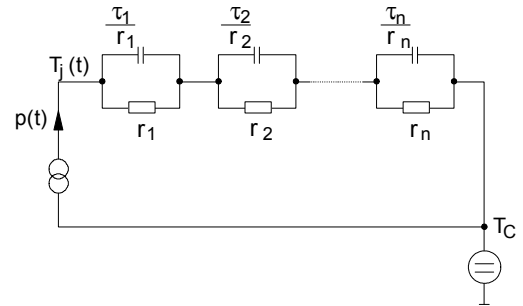 τ1 τ2 τn
r1 r2 rn
Tj(t)
p(t)
r1 r2 rn
TC